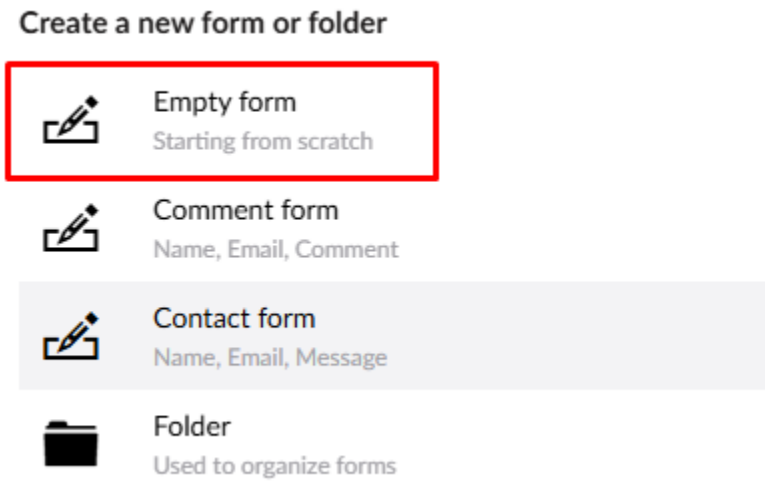 Create a new form or folder
Empty form
Starting from scratch
Comment form
Name, Email, Comment
Contact form
Name, Email, Message
Folder
Used to organize forms